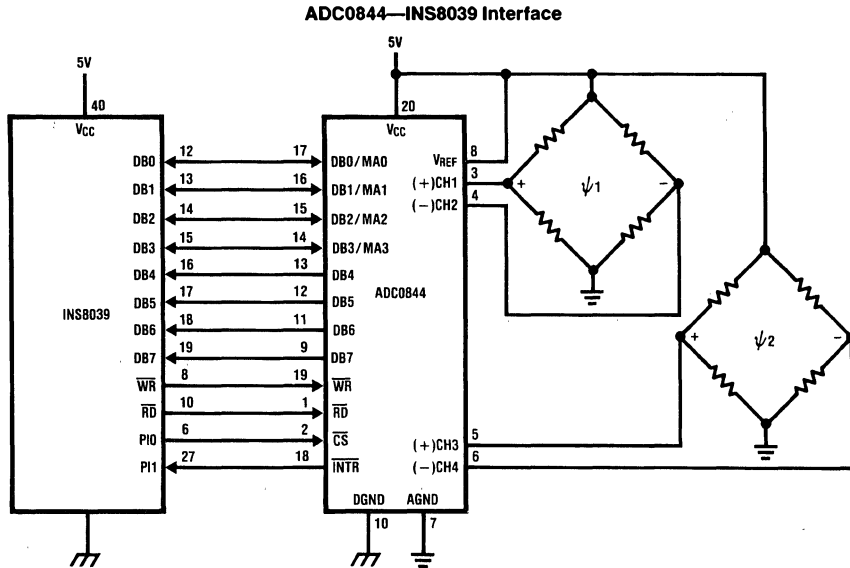 ADC0844—INS8039 Interface
5V
5V
40
20
VCC
VCC
DB0 12 17 DB0/MA0
VREF 8
DB1 13 16 DB1/MA1
(+)CH1 3
DB2 14 15 DB2/MA2
(-)CH2 4
DB3 15 14 DB3/MA3
DB4 16 13 DB4
DB5 17 12 DB5
DB6 18 11 DB6
DB7 19 9 DB7
INS8039
ADC0844
WR 8 19 WR
RD 10 1 RD
PI0 6 2 CS
PI1 27 18 INTR
(+)CH3 5
(-)CH4 6
DGND AGND
10 7
+ ψ1 -
+ ψ2 -